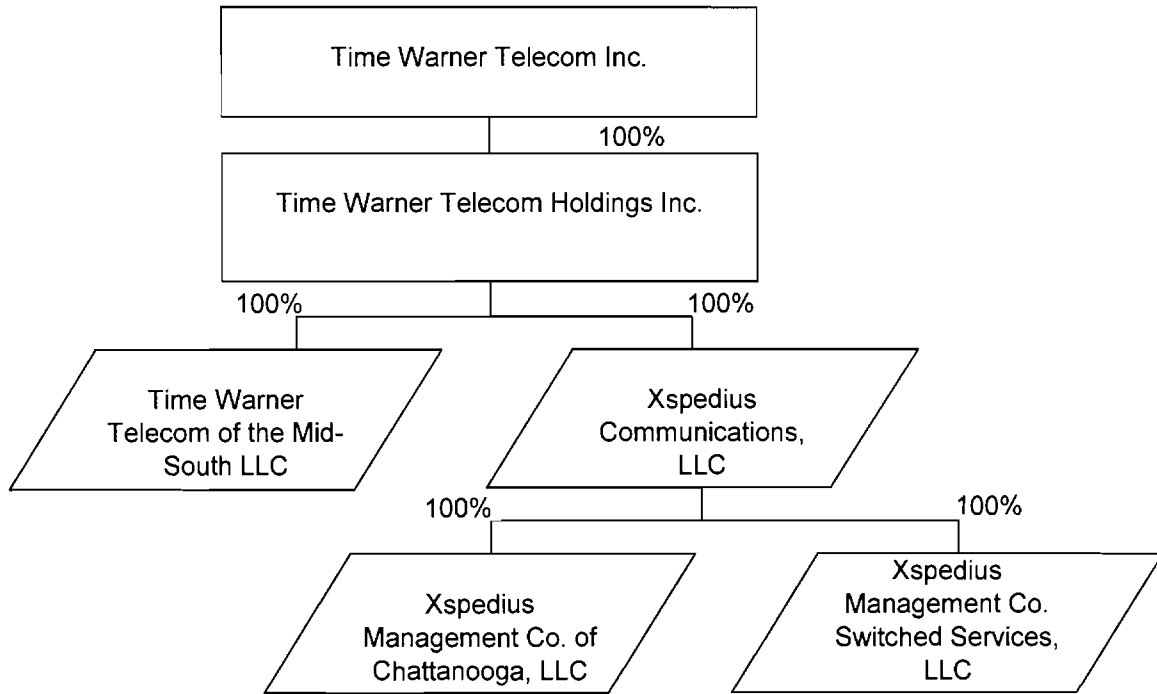 Time Warner Telecom Inc.
100%
Time Warner Telecom Holdings Inc.
100%
100%
Time Warner
Telecom of the Mid-
South LLC
Xspedius
Communications,
LLC
100%
100%
Xspedius
Management Co. of
Chattanooga, LLC
Xspedius
Management Co.
Switched Services,
LLC